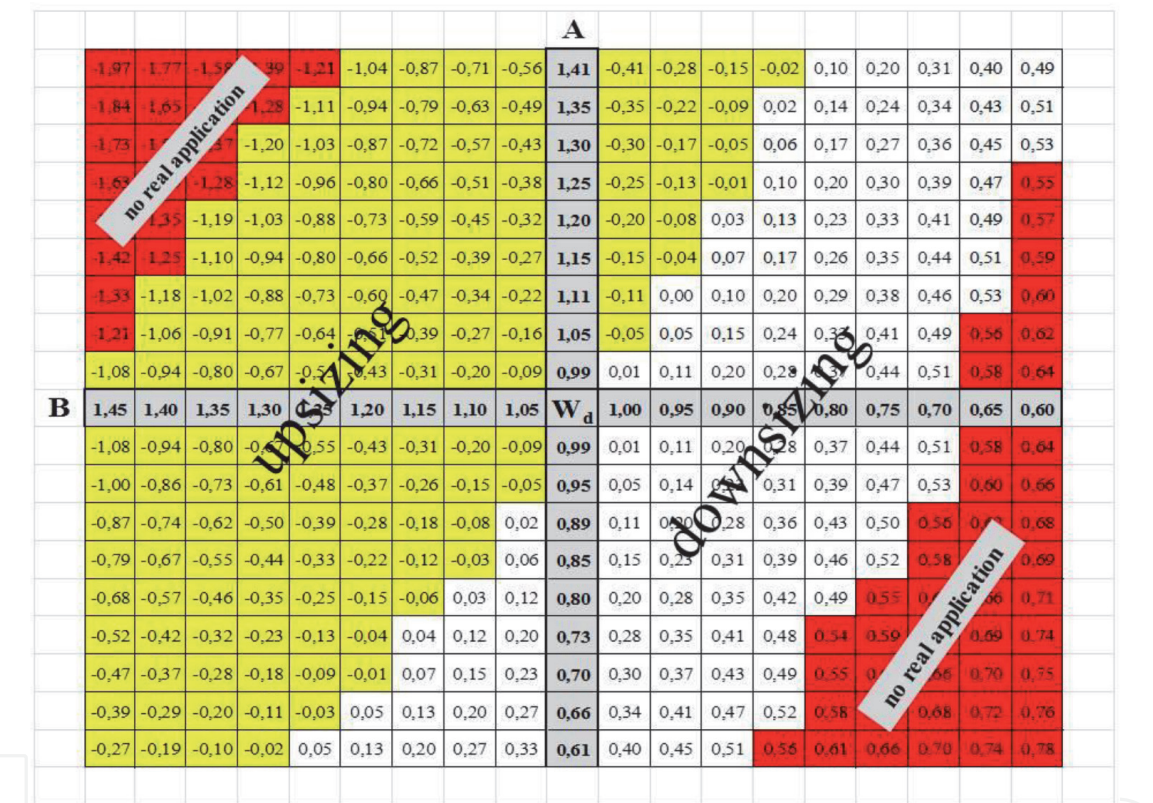 A
-1,97 -1,77 -1,58 -1,39 -1,21 -1,04 -0,87 -0,71 -0,56 1,41 -0,41 -0,28 -0,15 -0,02 0,10 0,20 0,31 0,40 0,49
-1,84 -1,65 -1,28 -1,11 -0,94 -0,79 -0,63 -0,49 1,35 -0,35 -0,22 -0,09 0,02 0,14 0,24 0,34 0,43 0,51
-1,73 -1,20 -1,03 -0,87 -0,72 -0,57 -0,43 1,30 -0,30 -0,17 -0,05 0,06 0,17 0,27 0,36 0,45 0,53
-1,63 -1,28 -1,12 -0,96 -0,80 -0,66 -0,51 -0,38 1,25 -0,25 -0,13 -0,01 0,10 0,20 0,30 0,39 0,47 0,55
-1,35 -1,19 -1,03 -0,88 -0,73 -0,59 -0,45 -0,32 1,20 -0,20 -0,08 0,03 0,13 0,23 0,33 0,41 0,49 0,57
-1,42 -1,25 -1,10 -0,94 -0,80 -0,66 -0,52 -0,39 -0,27 1,15 -0,15 -0,04 0,07 0,17 0,26 0,35 0,44 0,51 0,59
-1,33 -1,18 -1,02 -0,88 -0,73 -0,60 -0,47 -0,34 -0,22 1,11 -0,11 0,00 0,10 0,20 0,29 0,38 0,46 0,53 0,60
-1,21 -1,06 -0,91 -0,77 -0,64 -0,51 -0,39 -0,27 -0,16 1,05 -0,05 0,05 0,15 0,24 0,33 0,41 0,49 0,56 0,62
-1,08 -0,94 -0,80 -0,67 -0,55 -0,43 -0,31 -0,20 -0,09 0,99 0,01 0,11 0,20 0,28 0,37 0,44 0,51 0,58 0,64
B 1,45 1,40 1,35 1,30 1,25 1,20 1,15 1,10 1,05 Wd 1,00 0,95 0,90 0,85 0,80 0,75 0,70 0,65 0,60
-1,08 -0,94 -0,80 -0,67 -0,55 -0,43 -0,31 -0,20 -0,09 0,99 0,01 0,11 0,20 0,28 0,37 0,44 0,51 0,58 0,64
-1,00 -0,86 -0,73 -0,61 -0,48 -0,37 -0,26 -0,15 -0,05 0,95 0,05 0,14 0,31 0,39 0,47 0,53 0,60 0,66
-0,87 -0,74 -0,62 -0,50 -0,39 -0,28 -0,18 -0,08 0,02 0,89 0,11 0,20 0,28 0,36 0,43 0,50 0,56 0,68
-0,79 -0,67 -0,55 -0,44 -0,33 -0,22 -0,12 -0,03 0,06 0,85 0,15 0,23 0,31 0,39 0,46 0,52 0,58 0,69
-0,68 -0,57 -0,46 -0,35 -0,25 -0,15 -0,06 0,03 0,12 0,80 0,20 0,28 0,35 0,42 0,49 0,55 0,66 0,71
-0,52 -0,42 -0,32 -0,23 -0,13 -0,04 0,04 0,12 0,20 0,73 0,28 0,35 0,41 0,48 0,54 0,59 0,69 0,74
-0,47 -0,37 -0,28 -0,18 -0,09 -0,01 0,07 0,15 0,23 0,70 0,30 0,37 0,43 0,49 0,55 0,66 0,70 0,75
-0,39 -0,29 -0,20 -0,11 -0,03 0,05 0,13 0,20 0,27 0,66 0,34 0,41 0,47 0,52 0,58 0,68 0,72 0,76
-0,27 -0,19 -0,10 -0,02 0,05 0,13 0,20 0,27 0,33 0,61 0,40 0,45 0,51 0,56 0,61 0,66 0,70 0,74 0,78
no real application
upsizing
downsizing
no real application